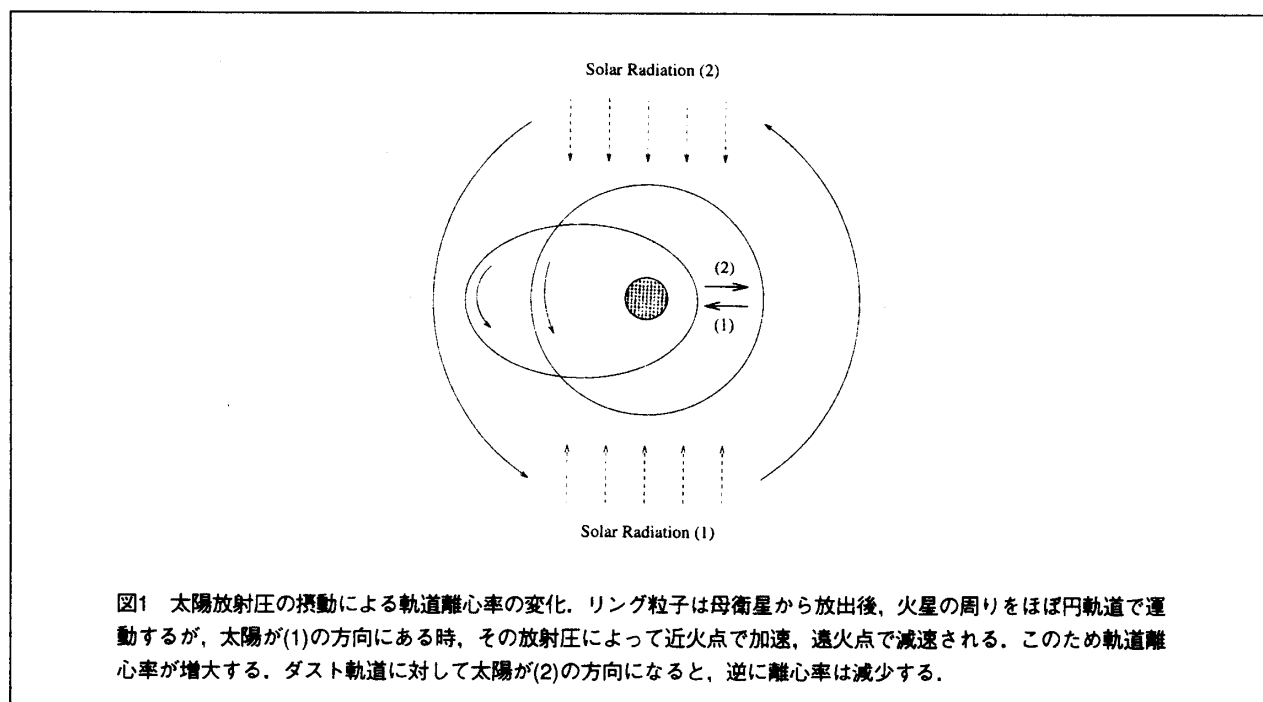 Solar Radiation (2)
(2)
(1)
Solar Radiation (1)
図1 太陽放射圧の摂動による軌道離心率の変化．リング粒子は母衛星から放出後，火星の周りをほぼ円軌道で運
動するが，太陽が(1)の方向にある時，その放射圧によって近火点で加速，遠火点で減速される．このため軌道離
心率が増大する．ダスト軌道に対して太陽が(2)の方向になると，逆に離心率は減少する．